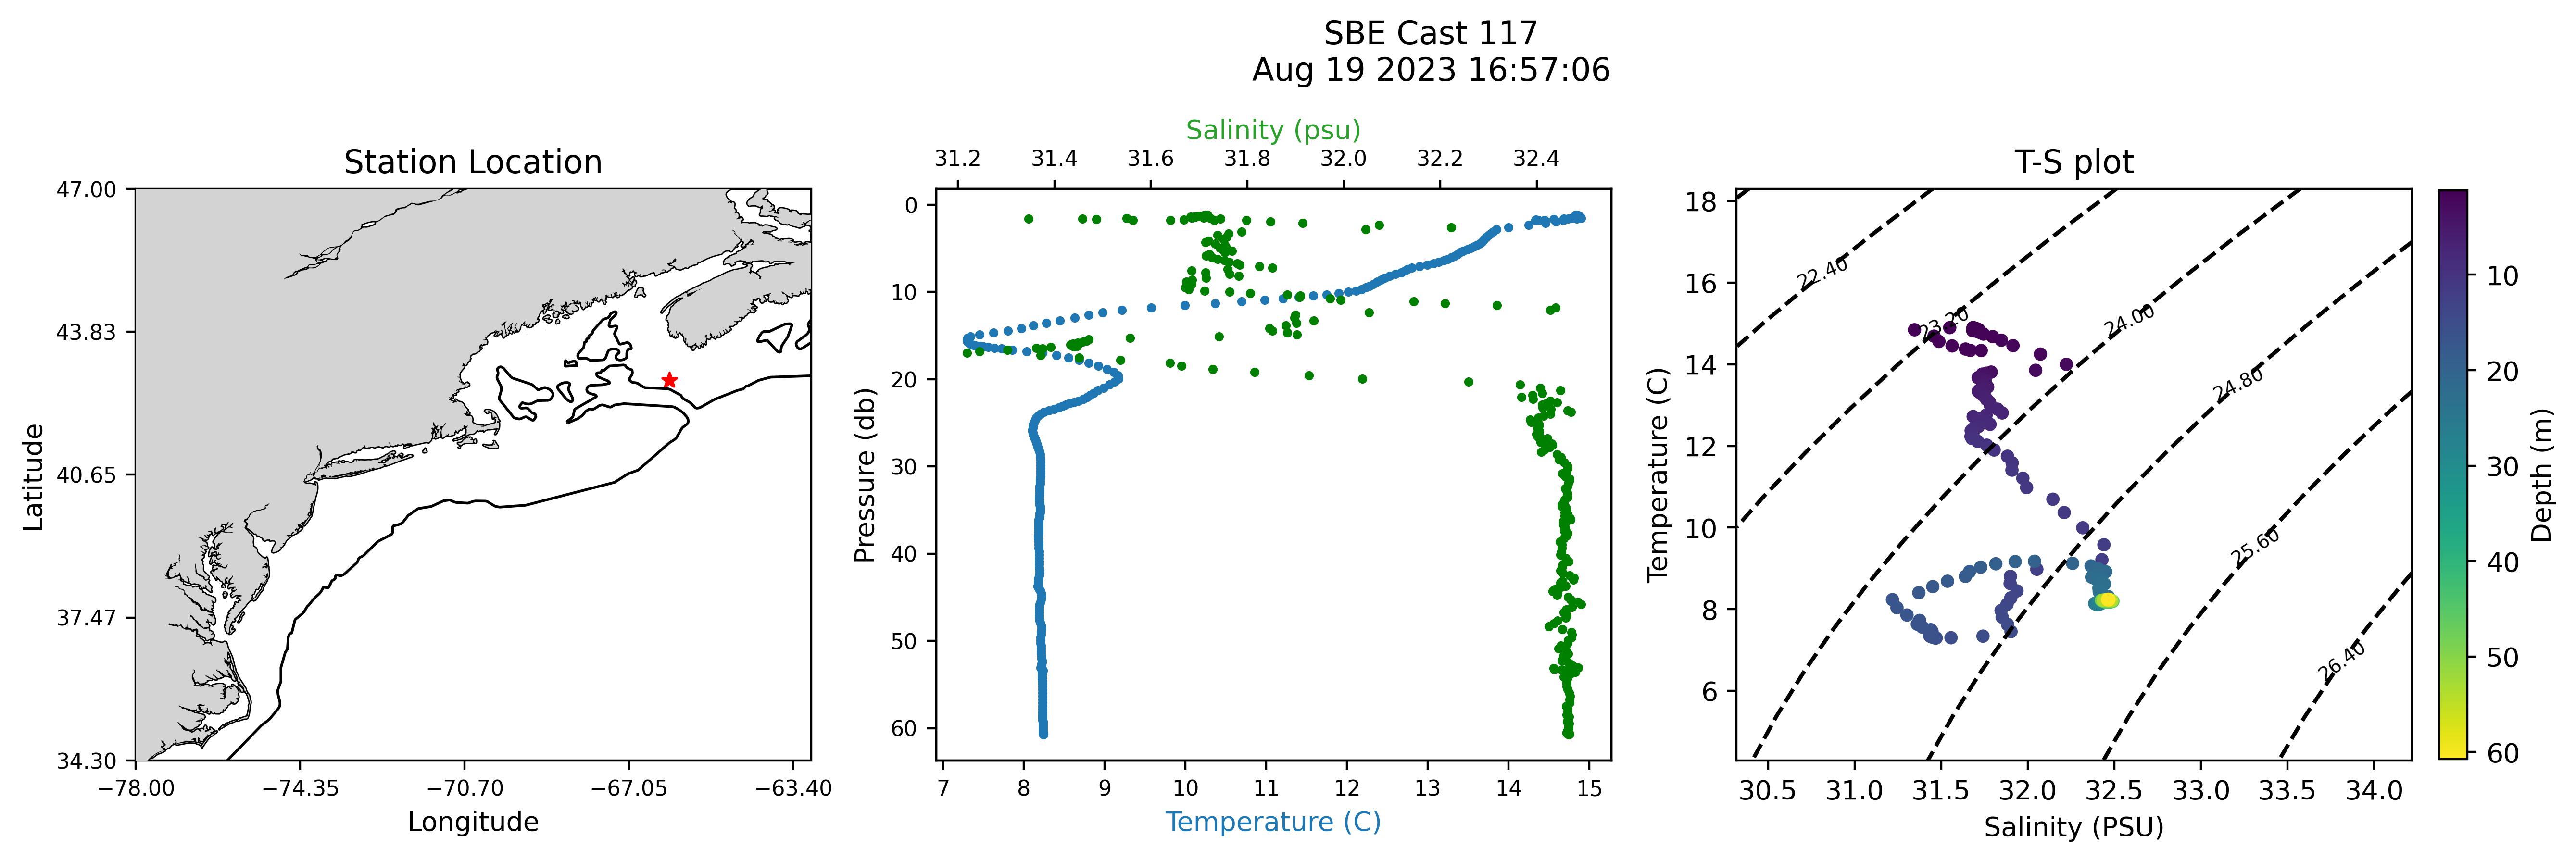 SBE Cast 117
Aug 19 2023 16:57:06
Station Location
47.00
43.83
40.65
37.47
34.30
Latitude
−78.00 −74.35 −70.70 −67.05 −63.40
Longitude
Salinity (psu)
31.2 31.4 31.6 31.8 32.0 32.2 32.4
0
10
20
30
40
50
60
Pressure (db)
7 8 9 10 11 12 13 14 15
Temperature (C)
T-S plot
18
16
14
12
10
8
6
Temperature (C)
22.40
23.20
24.00
24.80
25.60
26.40
30.5 31.0 31.5 32.0 32.5 33.0 33.5 34.0
Salinity (PSU)
10
20
30
40
50
60
Depth (m)